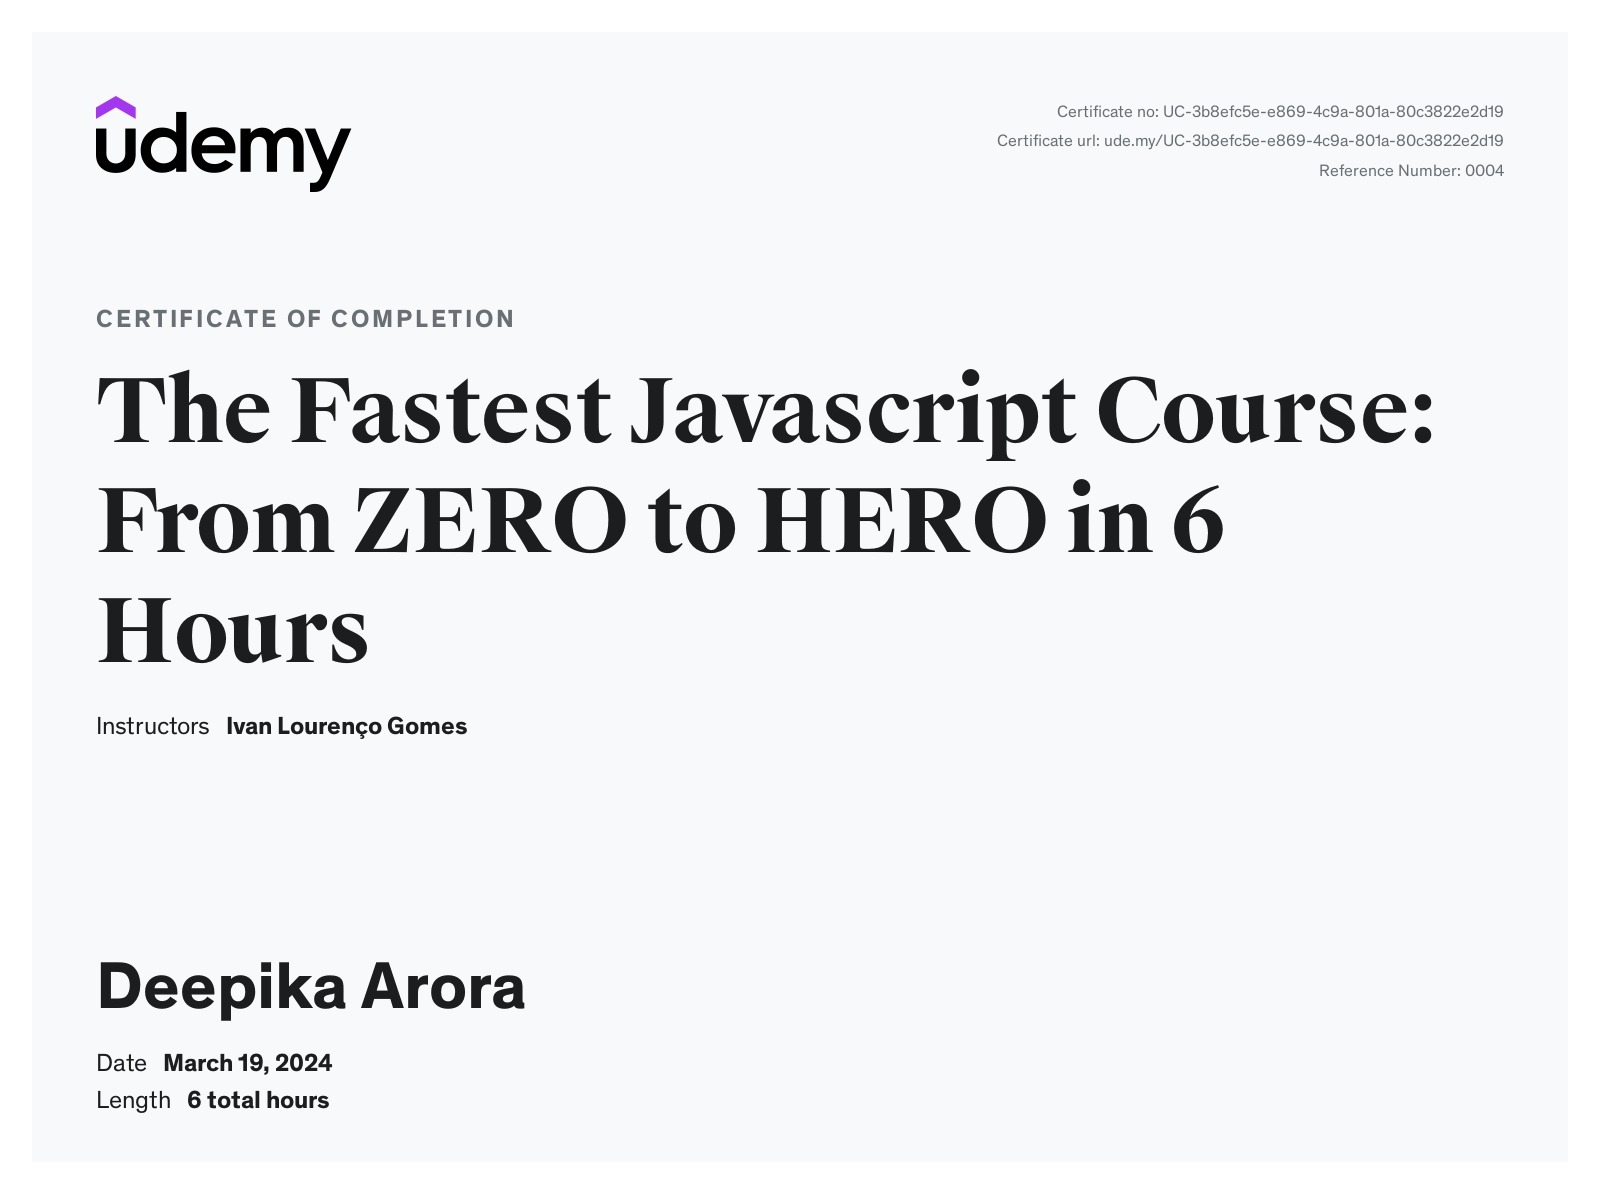 udemy
Certificate no: UC-3b8efc5e-e869-4c9a-801a-80c3822e2d19
Certificate url: ude.my/UC-3b8efc5e-e869-4c9a-801a-80c3822e2d19
Reference Number: 0004
CERTIFICATE OF COMPLETION
The Fastest Javascript Course:
From ZERO to HERO in 6
Hours
Instructors Ivan Lourenço Gomes
Deepika Arora
Date March 19, 2024
Length 6 total hours